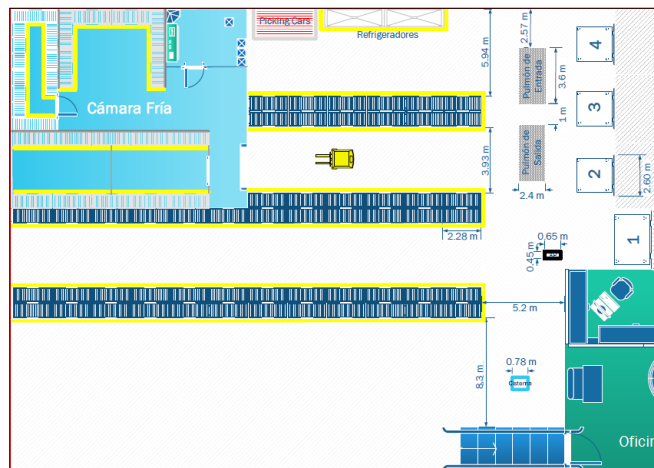 Picking Cars
Refrigeradores
Cámara Fría
5.94 m
3.93 m
2.28 m
2.57 m
Pulmón de
Entrada
3.6 m
1 m
Pulmón de
Salida
2.4 m
4
3
2
1
2.60 m
0.65 m
0.45 m
5.2 m
8.3 m
0.78 m
Cisterna
Oficin